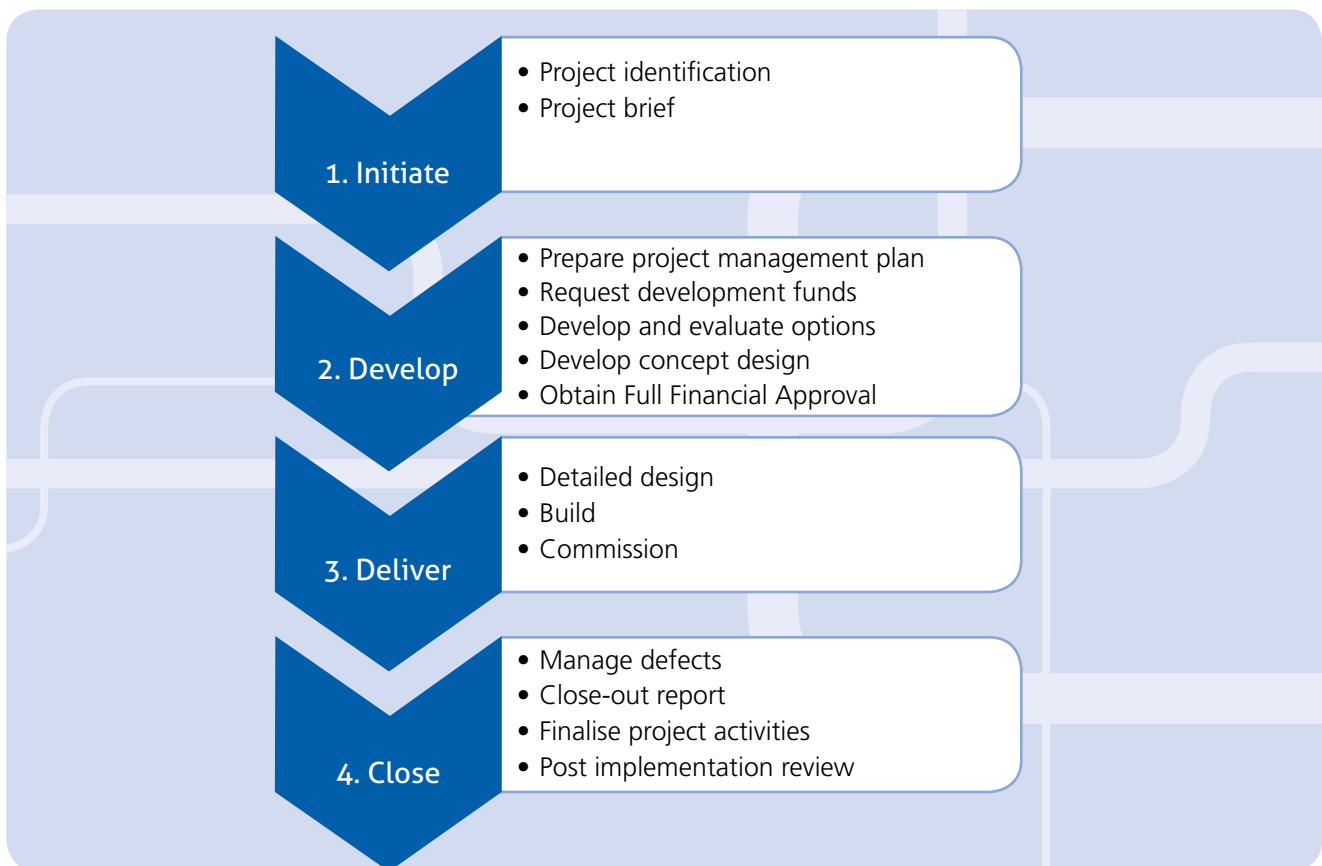 • Project identification
• Project brief
1. Initiate
• Prepare project management plan
• Request development funds
• Develop and evaluate options
2. Develop
• Develop concept design
• Obtain Full Financial Approval
• Detailed design
• Build
• Commission
3. Deliver
• Manage defects
• Close-out report
• Finalise project activities
• Post implementation review
4. Close